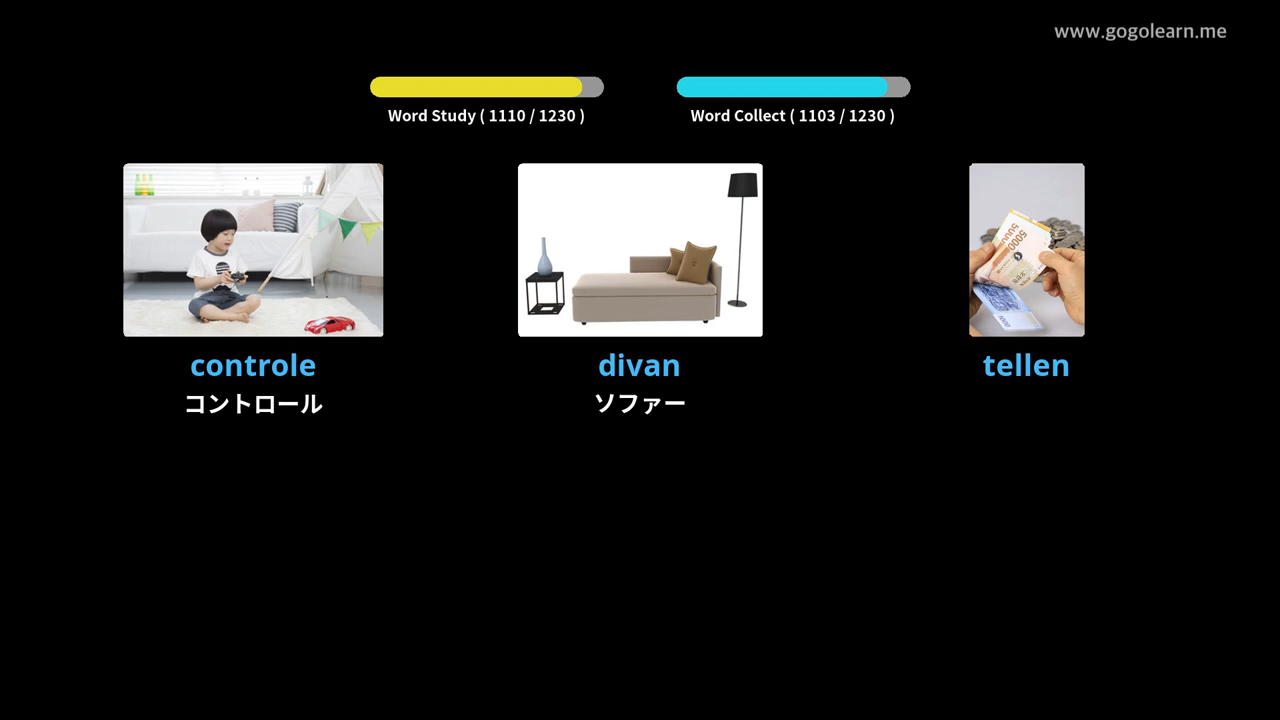 www.gogolearn.me
Word Study ( 1110 / 1230 )
Word Collect ( 1103 / 1230 )
controle
コントロール
divan
ソファー
tellen